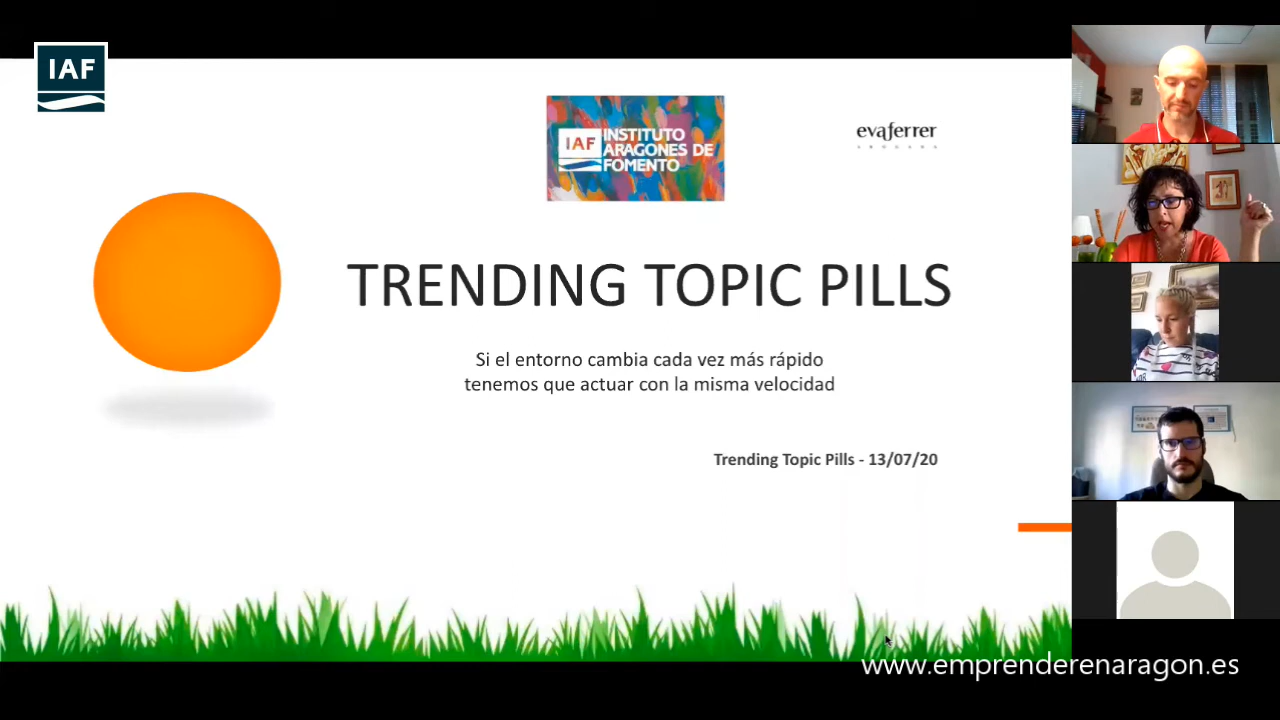 IAF
IAF
INSTITUTO
ARAGONES DE
FOMENTO
evaferrer
ABOGADA
TRENDING TOPIC PILLS
Si el entorno cambia cada vez más rápido
tenemos que actuar con la misma velocidad
Trending Topic Pills - 13/07/20
www.emprenderenaragon.es